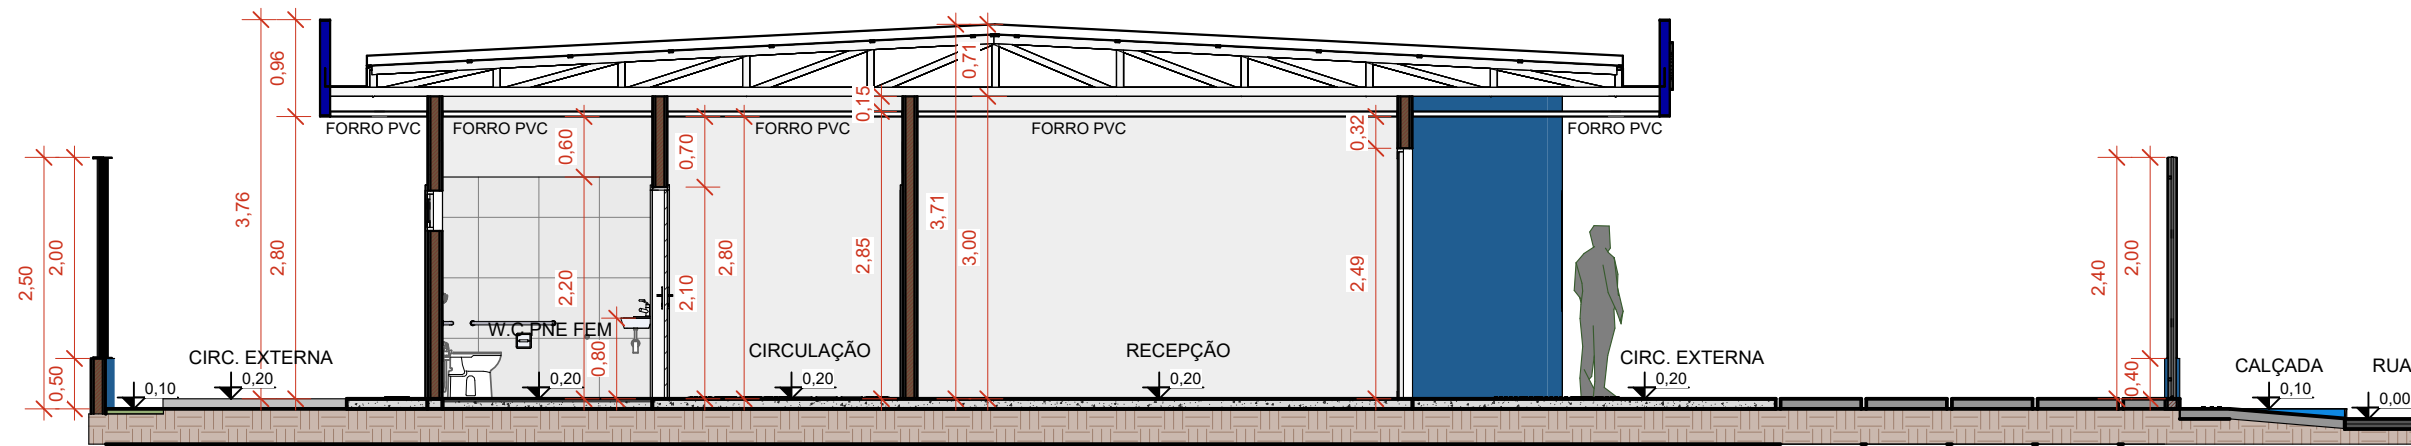 0,96
0,71
3,76
0,15
FORRO PVC
FORRO PVC
FORRO PVC
FORRO PVC
FORRO PVC
0,60
0,70
0,32
2,50
2,00
2,80
2,20
2,10
2,80
2,85
3,71
3,00
2,49
2,40
2,00
W.C PNE FEM
CIRC. EXTERNA
0,80
CIRCULAÇÃO
RECEPÇÃO
CIRC. EXTERNA
CALÇADA
RUA
0,50
0,10
0,20
0,20
0,20
0,20
0,20
0,40
0,10
0,00